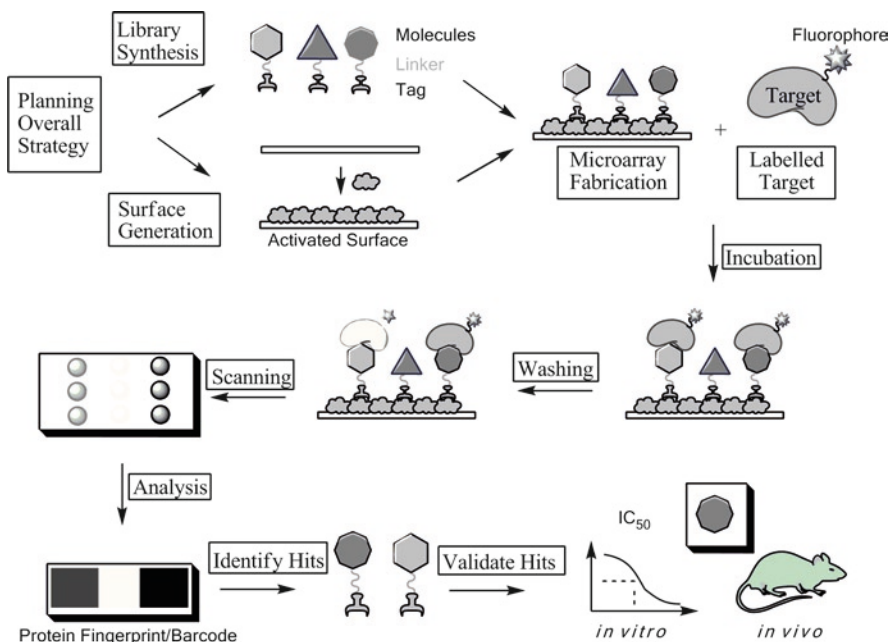 Library
Synthesis
Molecules
Linker
Tag
Fluorophore
Planning
Overall
Strategy
Target
+
Microarray
Fabrication
Labelled
Target
Surface
Generation
Activated Surface
Incubation
Washing
Scanning
Analysis
Identify Hits
Validate Hits
IC50
Protein Fingerprint/Barcode
in vitro
in vivo